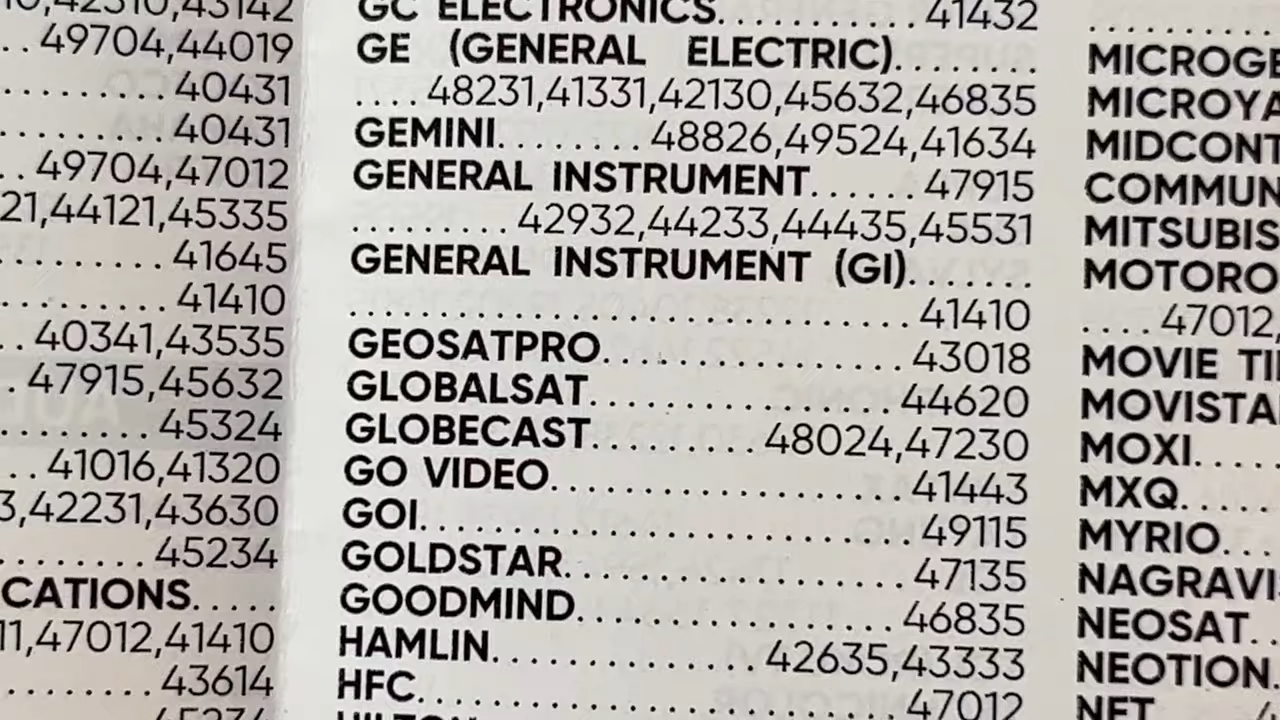 ,43142
. . 49704,44019
. . . . . . . . . 40431
. . . . . . . . . 40431
. . 49704,47012
21,44121,45335
. . . . . . . . . 41645
. . . . . . . . . 41410
. . 40341,43535
. 47915,45632
. . . . . . . . . 45324
. . 41016,41320
3,42231,43630
. . . . . . . . . 45234
CATIONS. . . . .
11,47012,41410
. . . . . . . . . 43614
GC ELECTRONICS. . . . . . . . . . 41432
GE (GENERAL ELECTRIC). . . . . . . .
. . . . 48231,41331,42130,45632,46835
GEMINI. . . . . . . . 48826,49524,41634
GENERAL INSTRUMENT. . . . . . 47915
. . . . . . . . . 42932,44233,44435,45531
GENERAL INSTRUMENT (GI). . . . . . .
. . . . . . . . . . . . . . . . . . . . . . . . . . . . . 41410
GEOSATPRO. . . . . . . . . . . . . . . . 43018
GLOBALSAT. . . . . . . . . . . . . . . . 44620
GLOBECAST. . . . . . . . . 48024,47230
GO VIDEO. . . . . . . . . . . . . . . . . . 41443
GOI. . . . . . . . . . . . . . . . . . . . . . . . . 49115
GOLDSTAR. . . . . . . . . . . . . . . . . . 47135
GOODMIND. . . . . . . . . . . . . . . . 46835
HAMLIN. . . . . . . . . . . . . 42635,43333
HFC. . . . . . . . . . . . . . . . . . . . . . . . . 47012
MICROGE
MICROYA
MIDCONT
COMMUN
MITSUBIS
MOTORO
. . . . 47012,
MOVIE TI
MOVISTA
MOXI. . . . .
MXQ. . . . .
MYRIO. . .
NAGRAVI
NEOSAT. .
NEOTION.